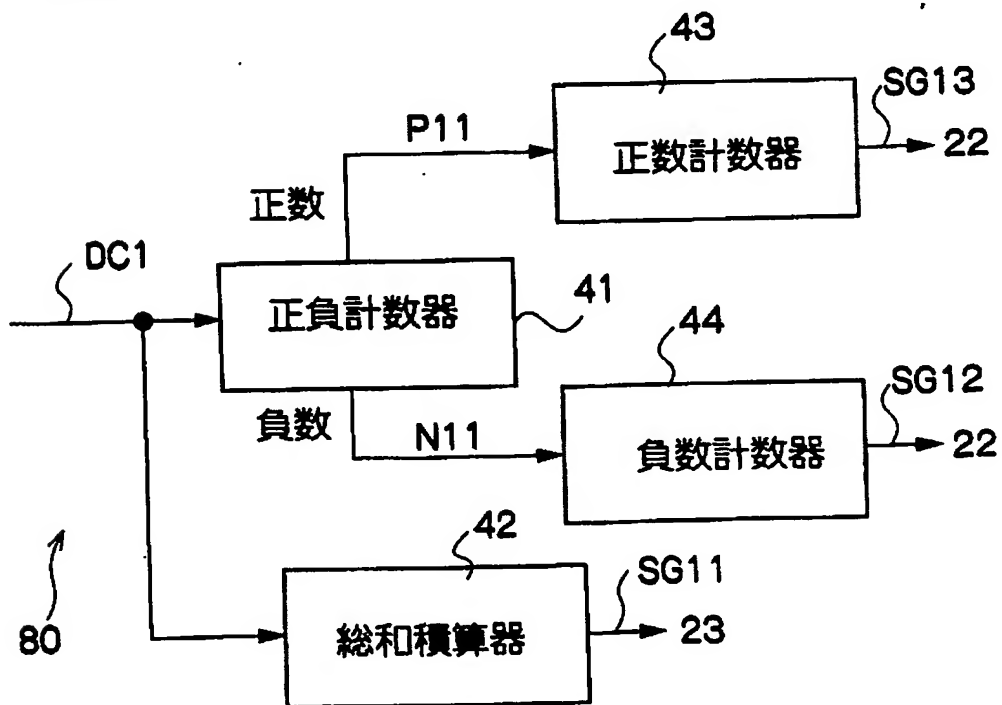 43
SG13
P11
正数計数器
22
正数
DC1
正負計数器
41
44
SG12
負数
N11
負数計数器
22
42
SG11
80
総和積算器
23